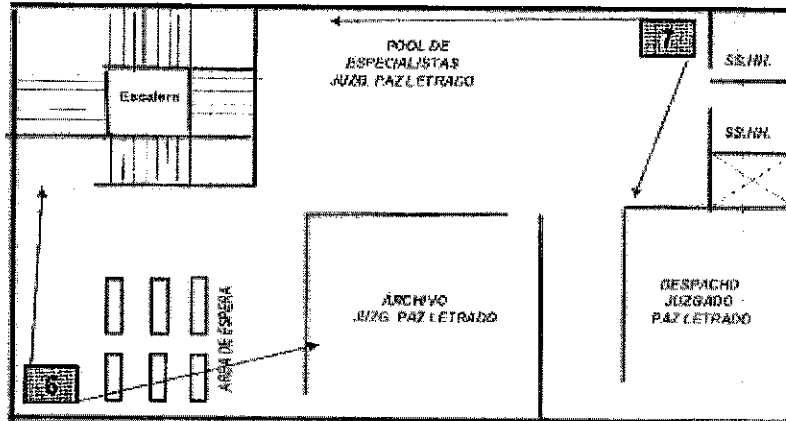 7
POOL DE
ESPECIALISTAS
JUZG. PAZ LETRADO
SS.HH.
Escalera
SS.HH.
ARCHIVO
JUZG. PAZ LETRADO
DESPACHO
JUZGADO
PAZ LETRADO
AREA DE ESPERA
6